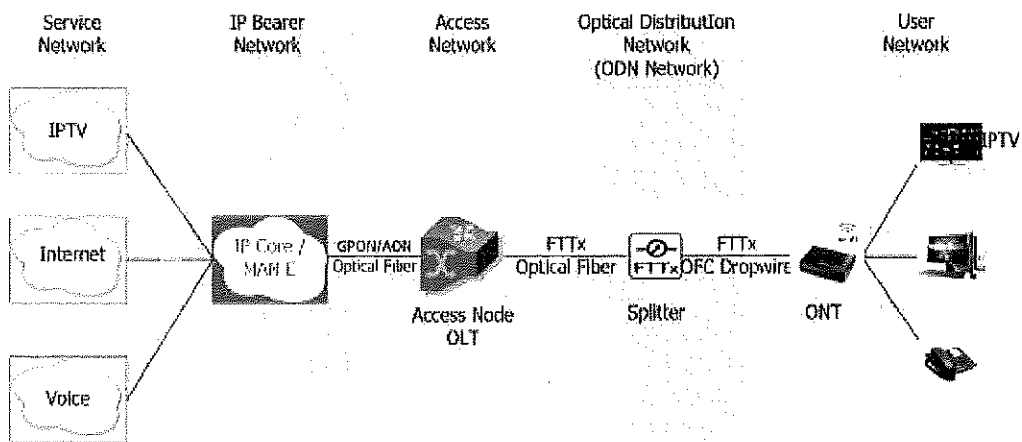 Service
Network
IP Bearer
Network
Access
Network
Optical Distribution
Network
(ODN Network)
User
Network
IPTV
Internet
Voice
IP Core /
MAN E
GPON/AON
Optical Fiber
Access Node
OLT
FTTx
Optical Fiber
FTTx
Splitter
FTTx
OFC Dropwire
ONT
IPTV